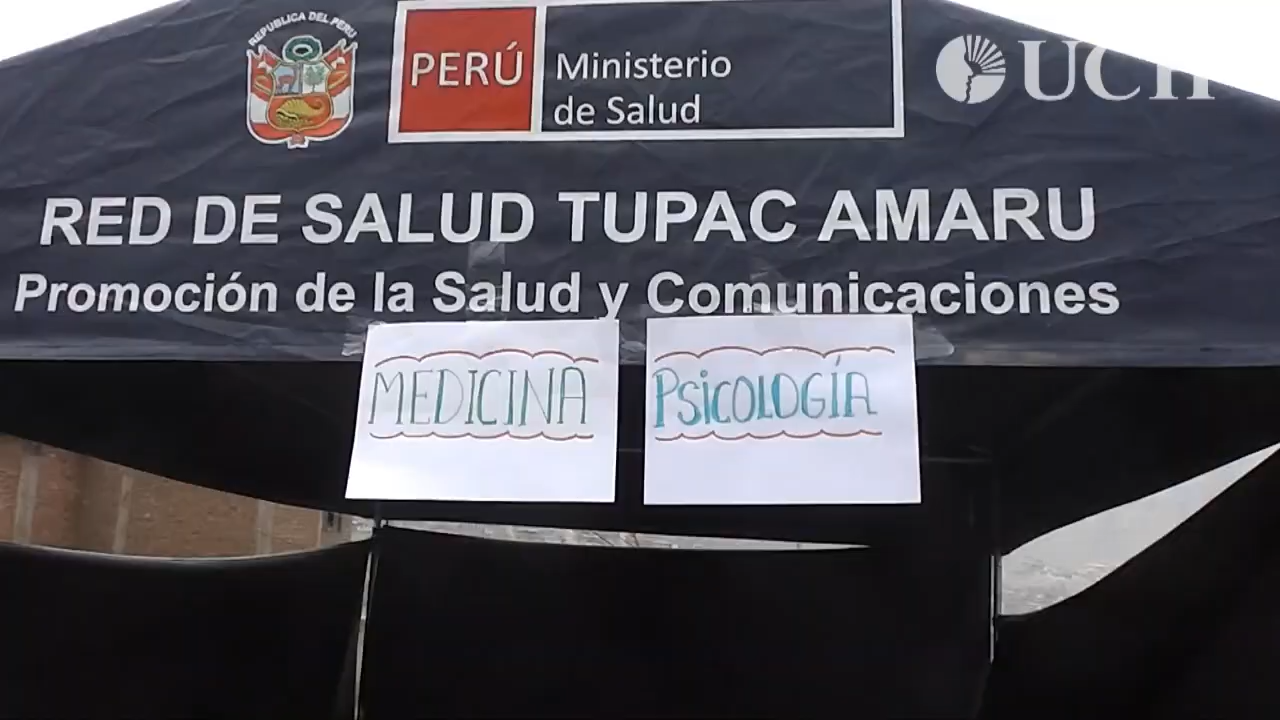 REPUBLICA DEL PERU
PERÚ
Ministerio
de Salud
UCH
RED DE SALUD TUPAC AMARU
Promoción de la Salud y Comunicaciones
MEDICINA
PSiCOLOGÍA